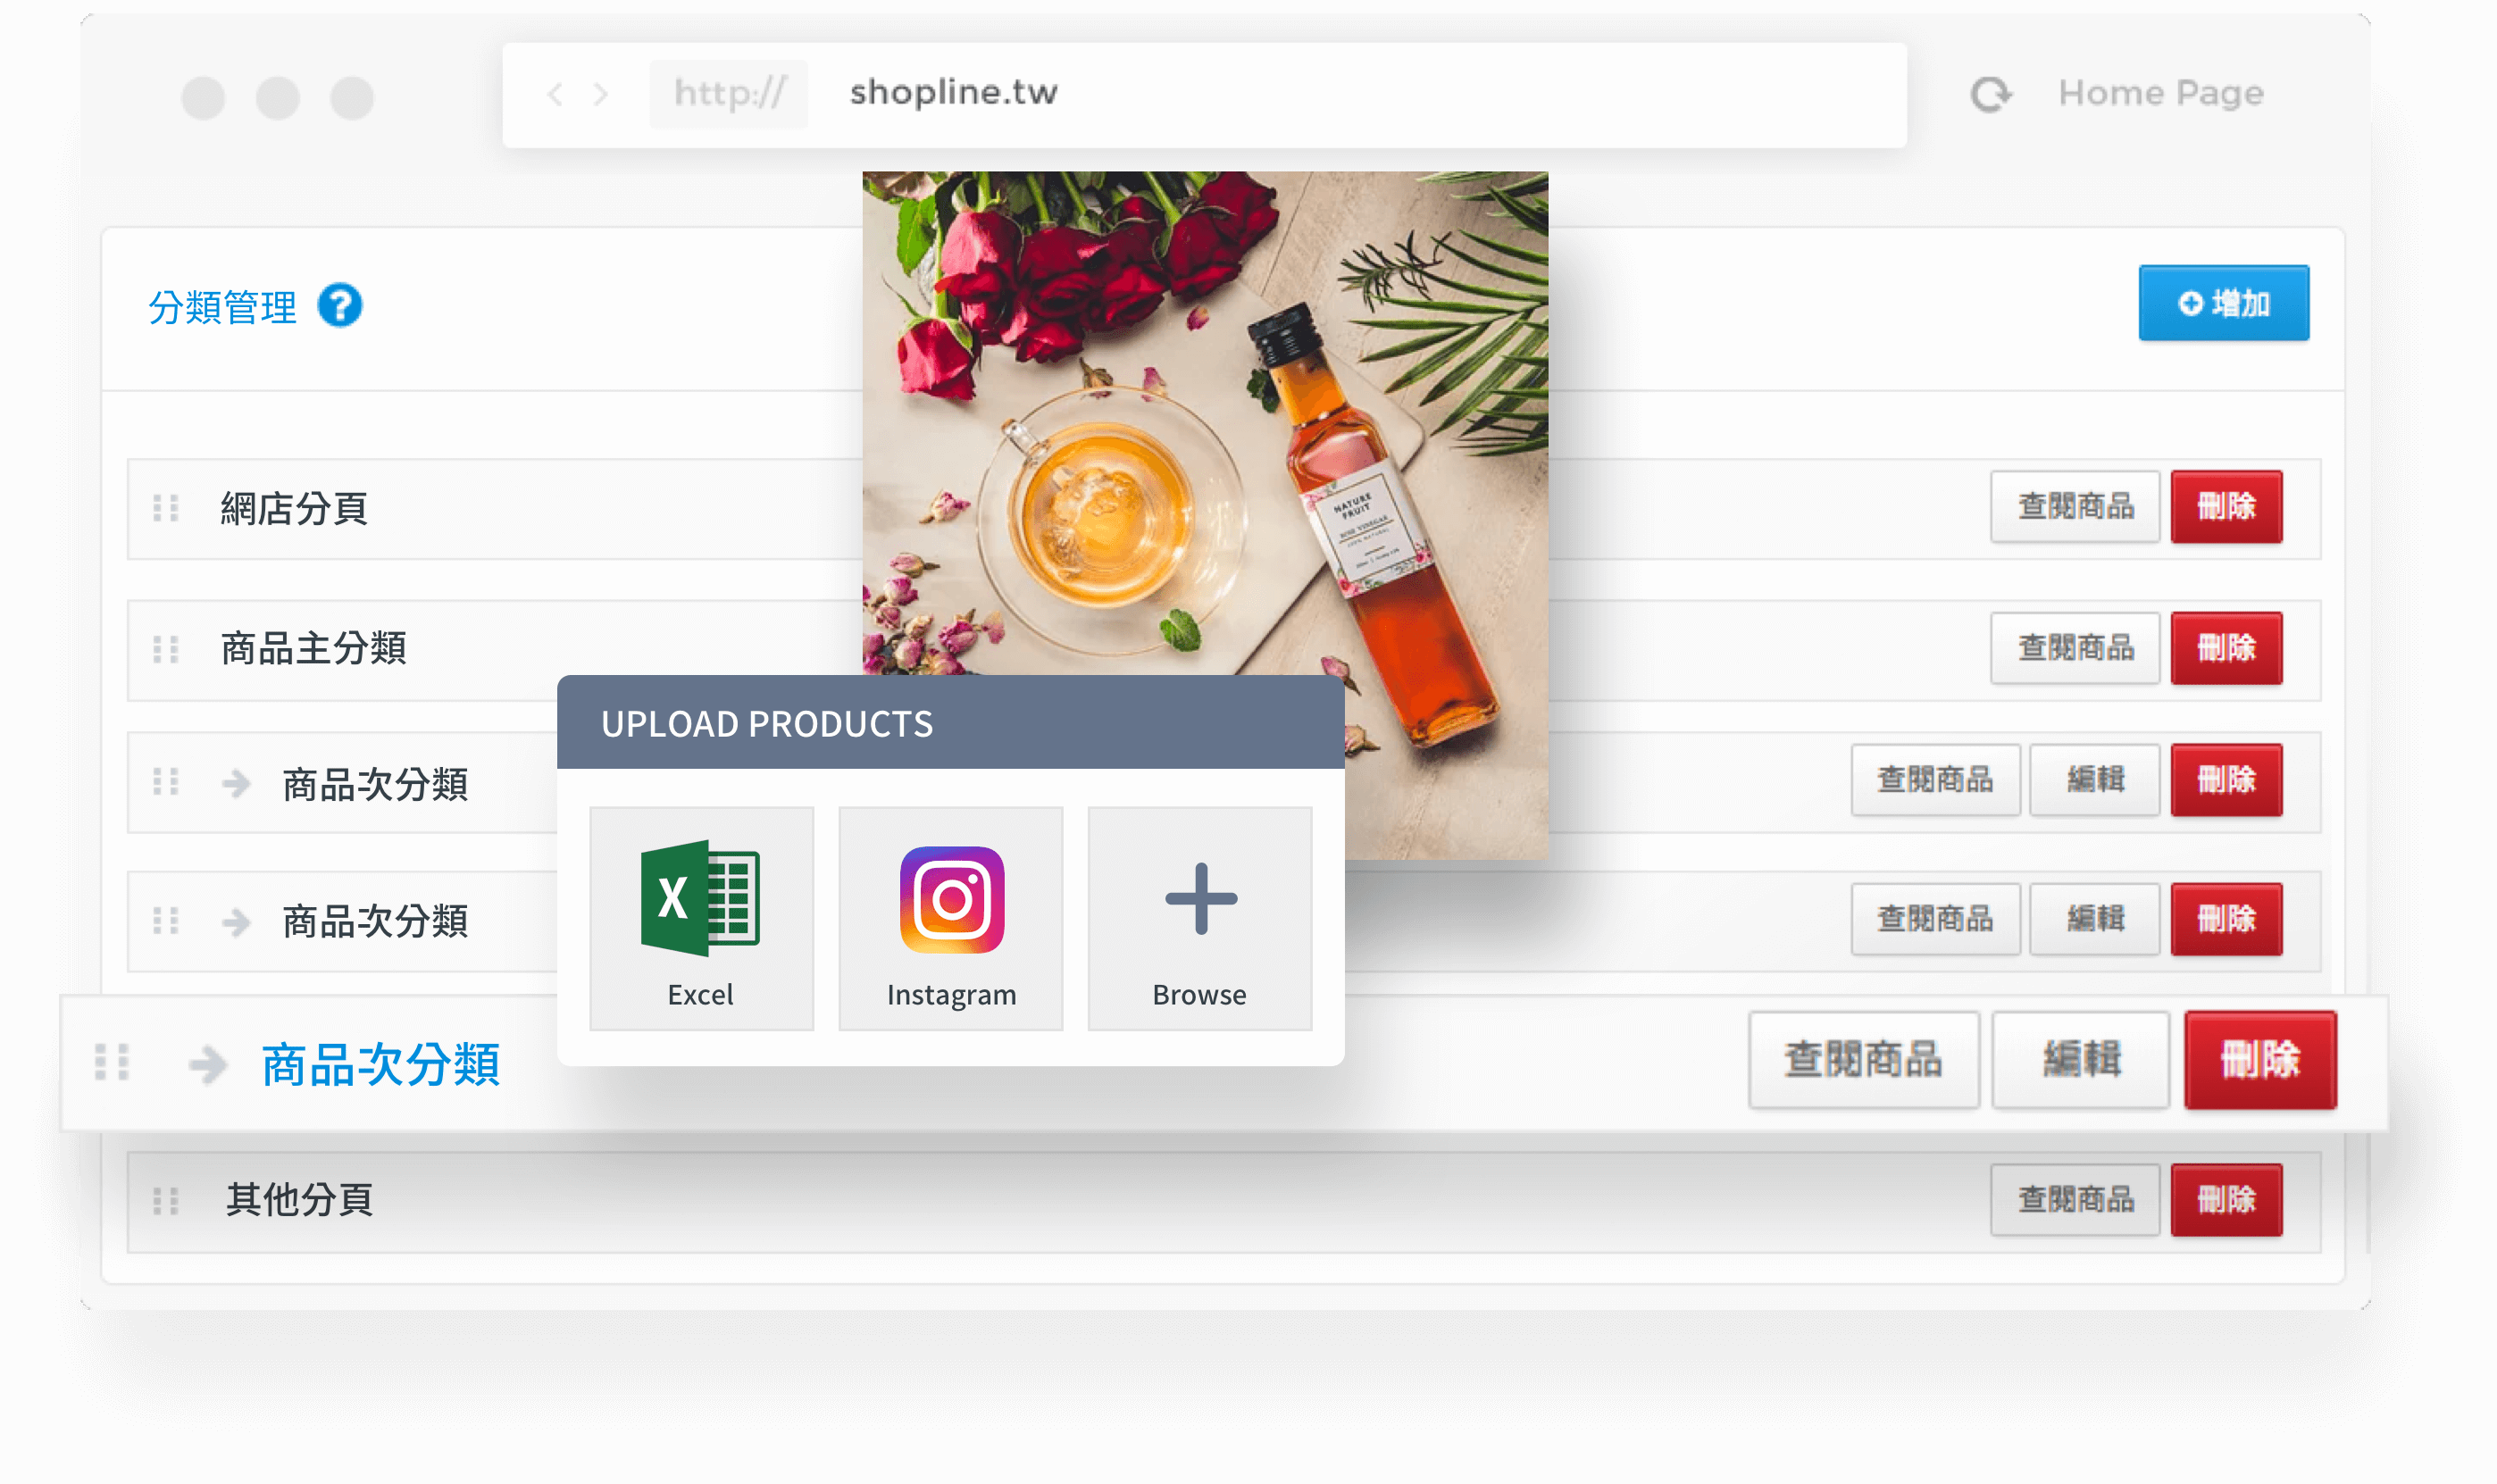 http:// shopline.tw Home Page
分類管理 ? 增加
NATURE
FRUIT
ROSE VINEGAR
100% NATURAL
網店分頁 查閱商品 刪除
商品主分類 查閱商品 刪除
商品次分類 查閱商品 編輯 刪除
商品次分類 查閱商品 編輯 刪除
商品次分類 查閱商品 編輯 刪除
其他分頁 查閱商品 刪除
UPLOAD PRODUCTS
X
Excel Instagram Browse